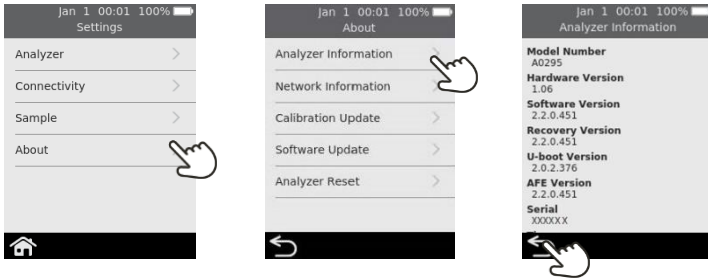 Jan 1 00:01 100%
Settings
Analyzer
Connectivity
Sample
About
Jan 1 00:01 100%
About
Analyzer Information
Network Information
Calibration Update
Software Update
Analyzer Reset
Jan 1 00:01 100%
Analyzer Information
Model Number
A0295
Hardware Version
1.06
Software Version
2.2.0.451
Recovery Version
2.2.0.451
U-boot Version
2.0.2.376
AFE Version
2.2.0.451
Serial
XXXXXX